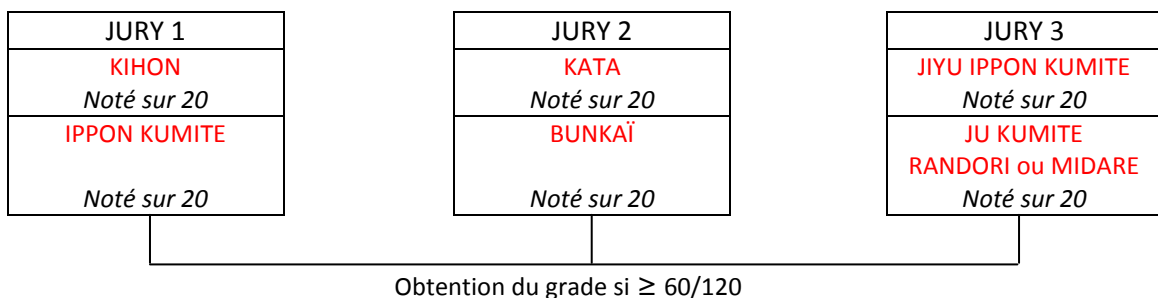 JURY 1
KIHON
Noté sur 20
IPPON KUMITE
Noté sur 20
JURY 2
KATA
Noté sur 20
BUNKAÏ
Noté sur 20
JURY 3
JIYU IPPON KUMITE
Noté sur 20
JU KUMITE
RANDORI ou MIDARE
Noté sur 20
Obtention du grade si ≥ 60/120